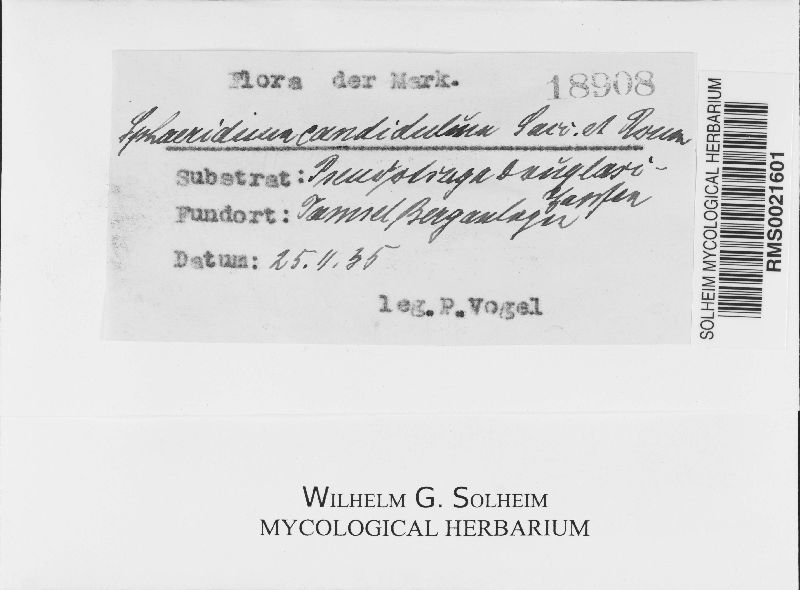 Flora der Mark.
18908
Sphaeridium candidulum Sacc. et Roum
Substrat: Pseudotsuga douglasi-
Zapfen
Fundort: Tamsel Berganlagen
Datum: 25.4.35
leg. P. Vogel
SOLHEIM MYCOLOGICAL HERBARIUM
RMS0021601
WILHELM G. SOLHEIM
MYCOLOGICAL HERBARIUM